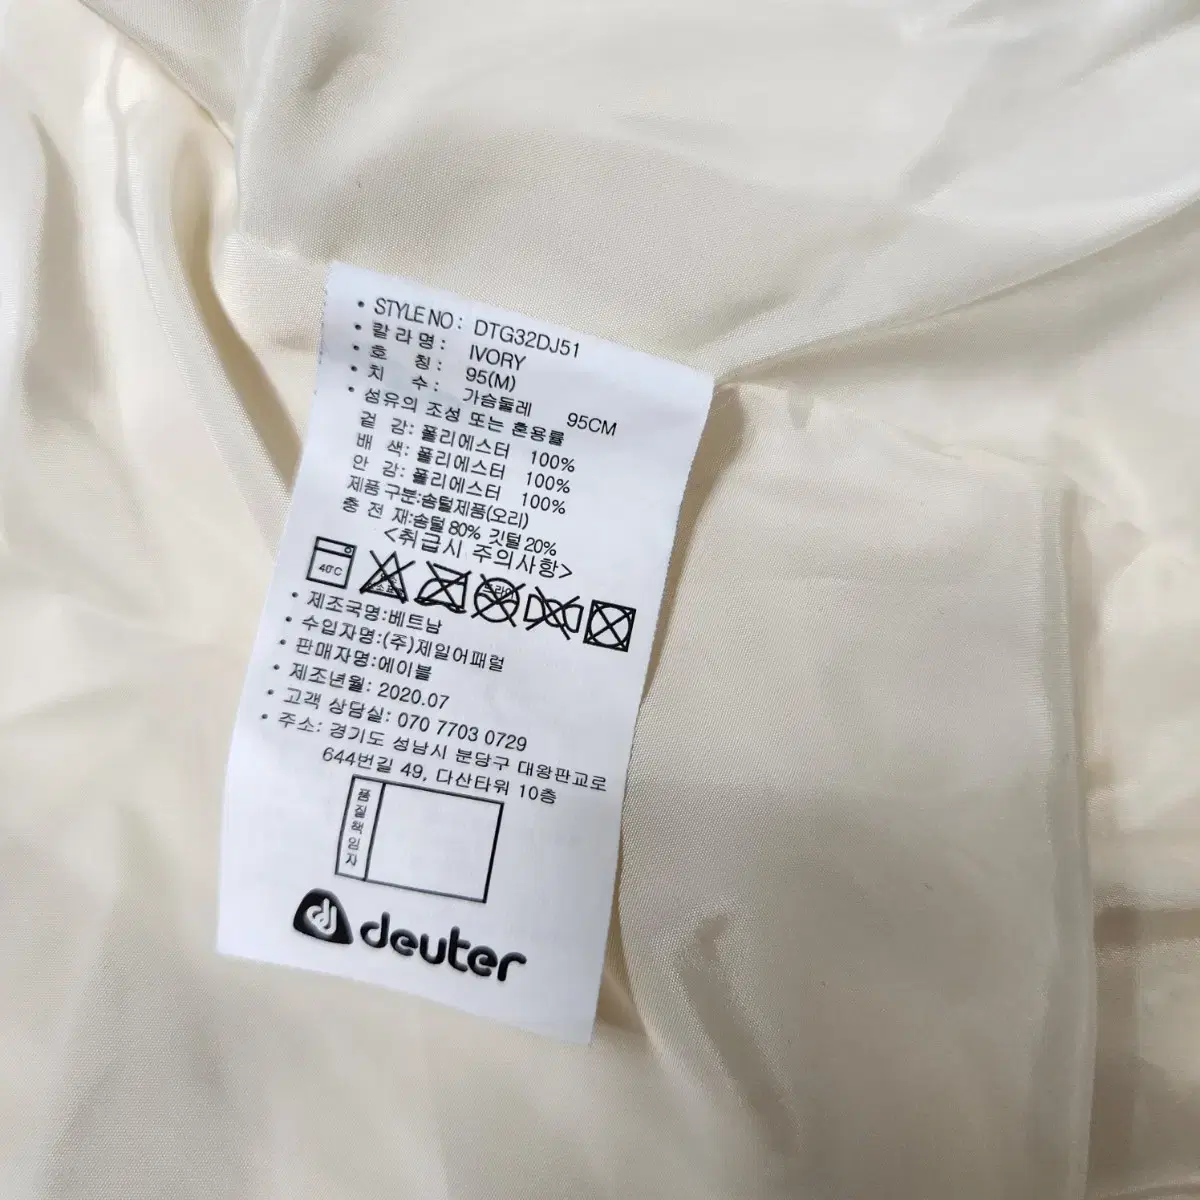 • STYLE NO : DTG32DJ51
• 칼 라 명 : IVORY
• 호 칭 : 95(M)
• 치 수 : 가슴둘레 95CM
• 섬유의 조성 또는 혼용률
겉 감: 폴리에스터 100%
배 색: 폴리에스터 100%
안 감: 폴리에스터 100%
제품 구분:솜털제품(오리)
충 전 재:솜털 80% 깃털 20%
<취급시 주의사항>
40℃
드라이
• 제조국명:베트남
• 수입자명:(주)제일어패럴
• 판매자명:에이블
• 제조년월: 2020.07
• 고객 상담실: 070 7703 0729
• 주소: 경기도 성남시 분당구 대왕판교로
644번길 49, 다산타워 10층
품질책임자
deuter